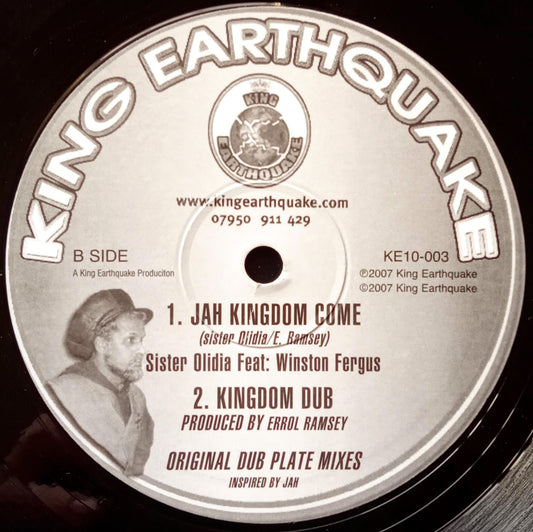 KING EARTHQUAKE
KING
EARTHQUAKE
www.kingearthquake.com
07950 911 429
B SIDE
A King Earthquake Produciton
KE10-003
℗2007 King Earthquake
©2007 King Earthquake
1. JAH KINGDOM COME
(sister Olidia/E. Ramsey)
Sister Olidia Feat: Winston Fergus
2. KINGDOM DUB
PRODUCED BY ERROL RAMSEY
ORIGINAL DUB PLATE MIXES
INSPIRED BY JAH